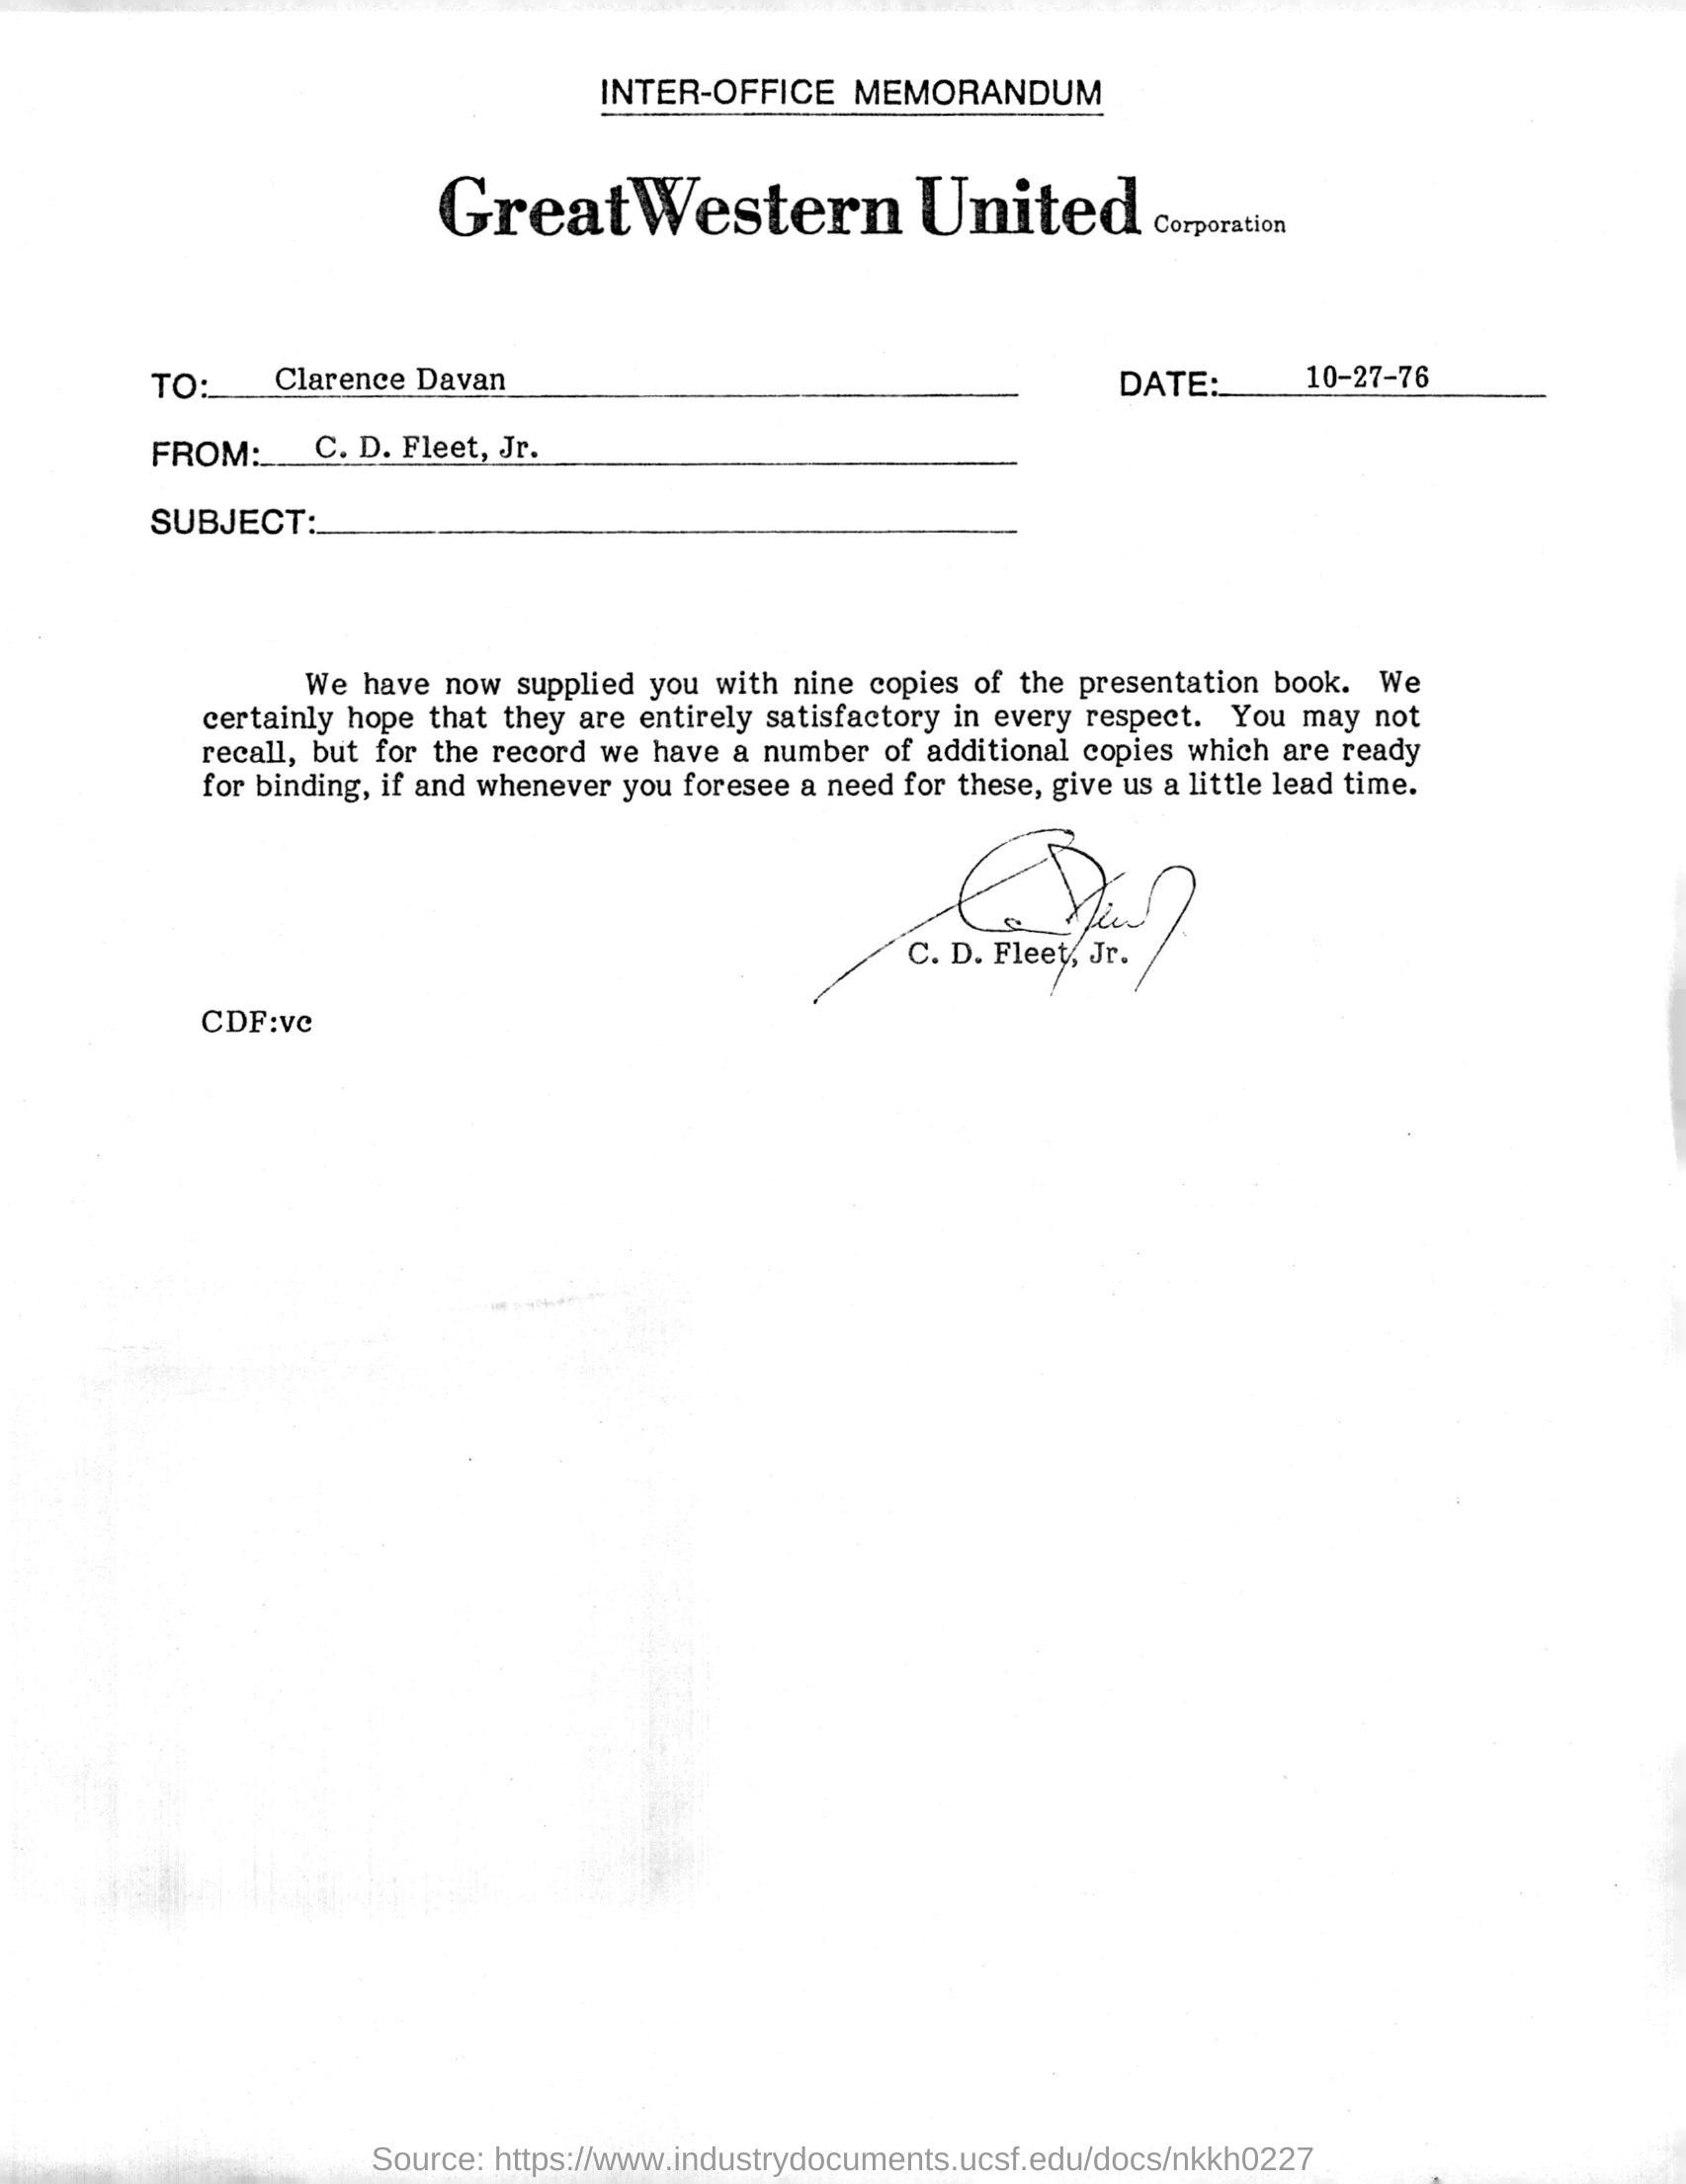 INTER-OFFICE MEMORANDUM
Great Western United Corporation
TO: Clarence Davan DATE: 10-27-76
FROM: C. D. Fleet, Jr.
SUBJECT:
We have now supplied you with nine copies of the presentation book. We
certainly hope that they are entirely satisfactory in every respect. You may not
recall, but for the record we have a number of additional copies which are ready
for binding, if and whenever you foresee a need for these, give us a little lead time.
C. D. Fleet, Jr.
CDF:vc
Source: https://www.industrydocuments.ucsf.edu/docs/nkkh0227